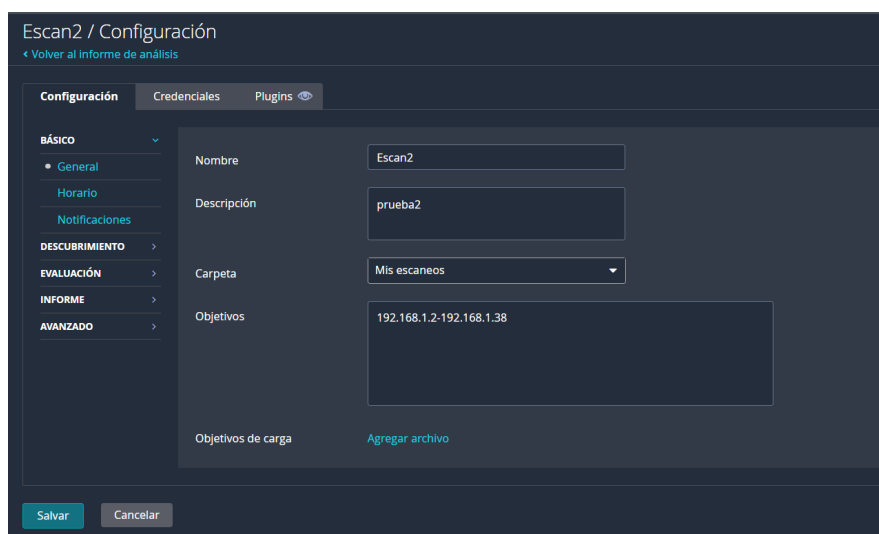 Escan2 / Configuración
‹ Volver al informe de análisis
Configuración Credenciales Plugins
BÁSICO
General
Horario
Notificaciones
DESCUBRIMIENTO
EVALUACIÓN
INFORME
AVANZADO
Nombre Escan2
Descripción prueba2
Carpeta Mis escaneos
Objetivos 192.168.1.2-192.168.1.38
Objetivos de carga Agregar archivo
Salvar Cancelar